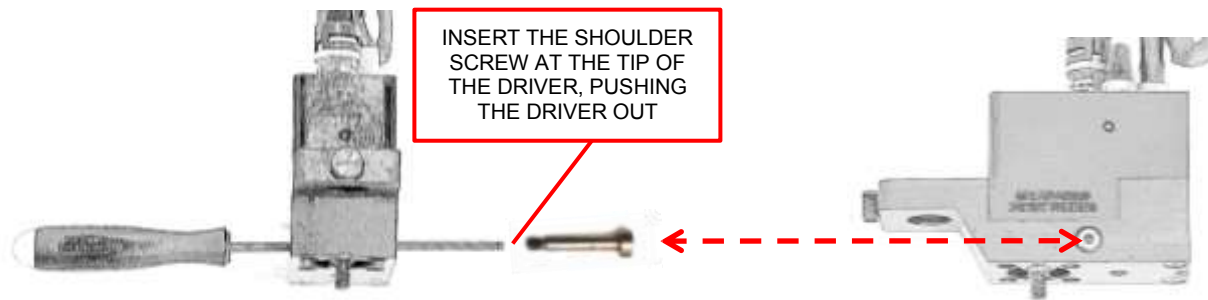 INSERT THE SHOULDER
SCREW AT THE TIP OF
THE DRIVER, PUSHING
THE DRIVER OUT